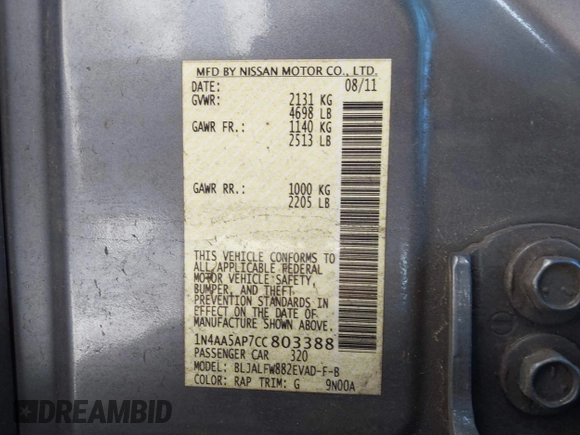 MFD BY NISSAN MOTOR CO., LTD.
DATE: 08/11
GVWR: 2131 KG
4698 LB
GAWR FR.: 1140 KG
2513 LB
GAWR RR.: 1000 KG
2205 LB
THIS VEHICLE CONFORMS TO
ALL APPLICABLE FEDERAL
MOTOR VEHICLE SAFETY,
BUMPER, AND THEFT
PREVENTION STANDARDS IN
EFFECT ON THE DATE OF
MANUFACTURE SHOWN ABOVE.
1N4AA5AP7CC803388
PASSENGER CAR 320
MODEL: BLJALFW882EVAD-F-B
COLOR: RAP TRIM: G 9N00A
DREAMBID